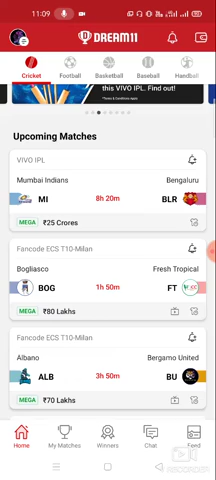 11:09
DREAM11
Cricket Football Basketball Baseball Handball
this VIVO IPL. Find out!
*Terms & Conditions Apply
Upcoming Matches
VIVO IPL
Mumbai Indians Bengaluru
MI 8h 20m BLR
MEGA ₹25 Crores
Fancode ECS T10-Milan
Bogliasco Fresh Tropical
BOG 1h 50m FT
MEGA ₹80 Lakhs
Fancode ECS T10-Milan
Albano Bergamo United
ALB 3h 50m BU
MEGA ₹70 Lakhs
Home My Matches Winners Chat Feed